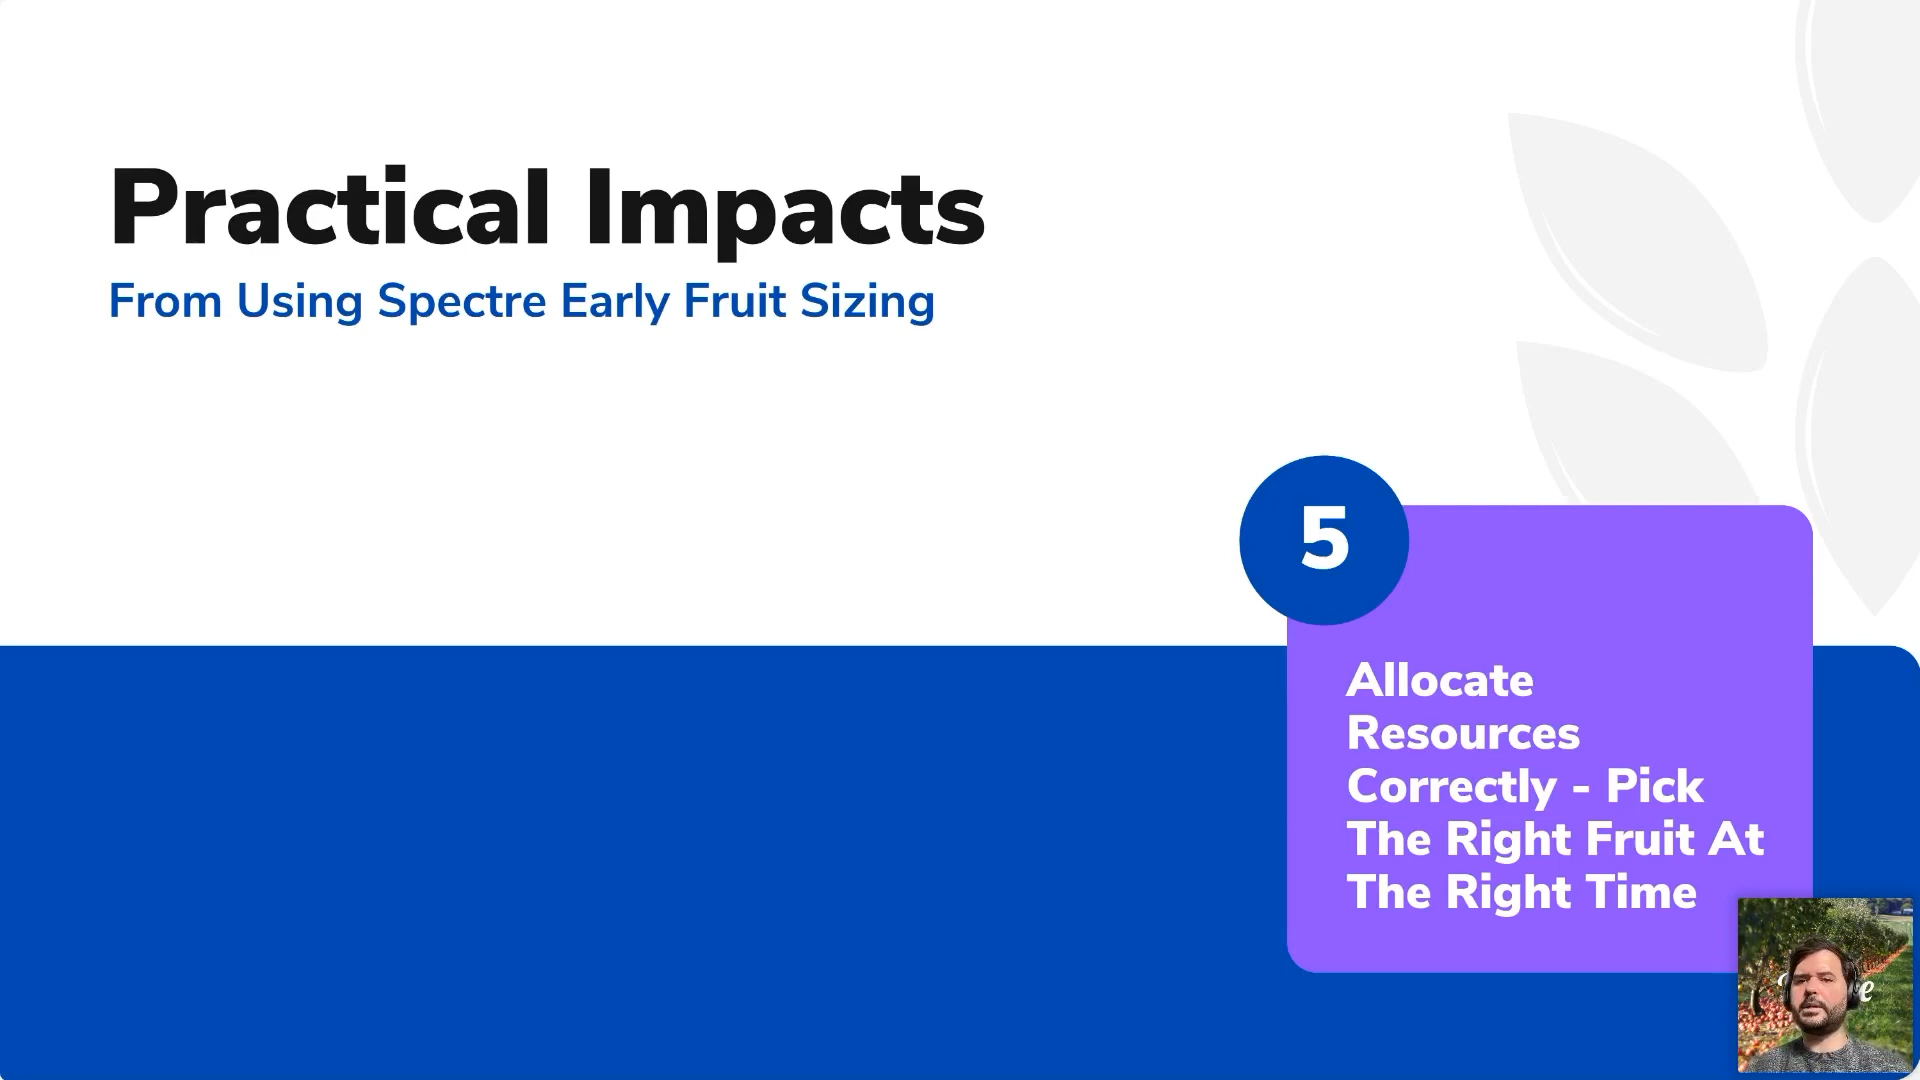 Practical Impacts
From Using Spectre Early Fruit Sizing
5
Allocate
Resources
Correctly - Pick
The Right Fruit At
The Right Time